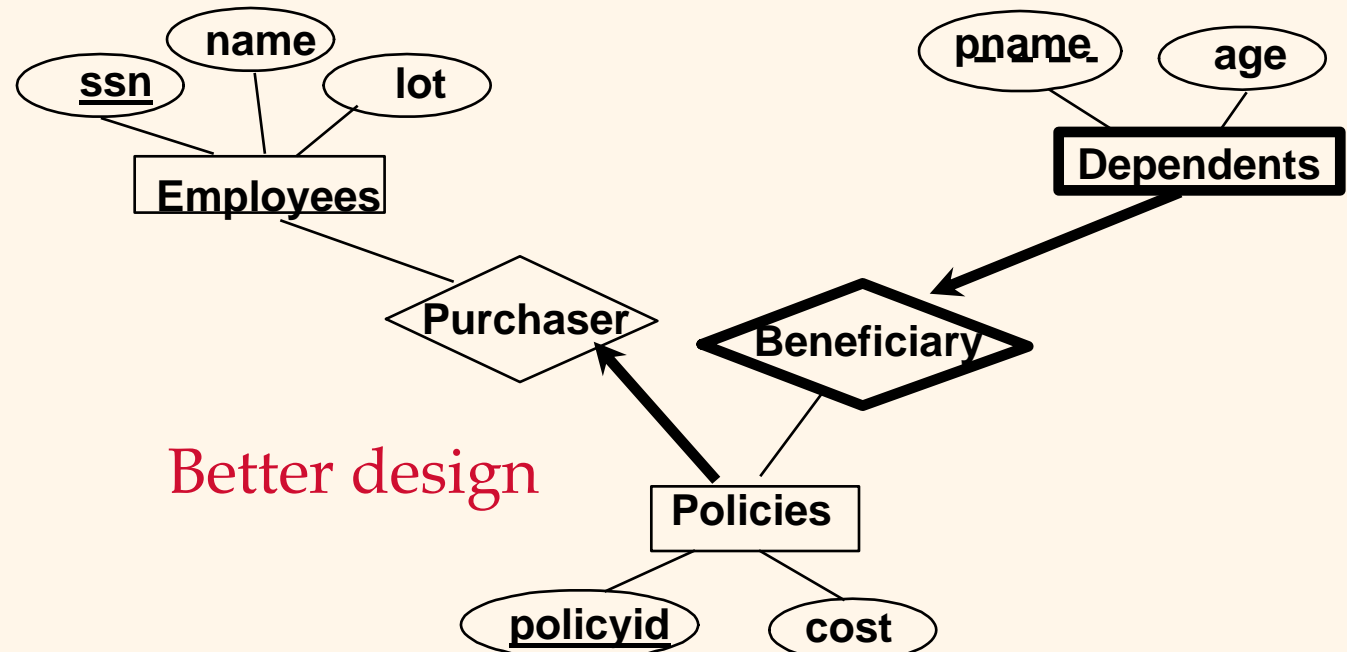 name
ssn
lot
Employees
pname
age
Dependents
Purchaser
Beneficiary
Better design
Policies
policyid
cost